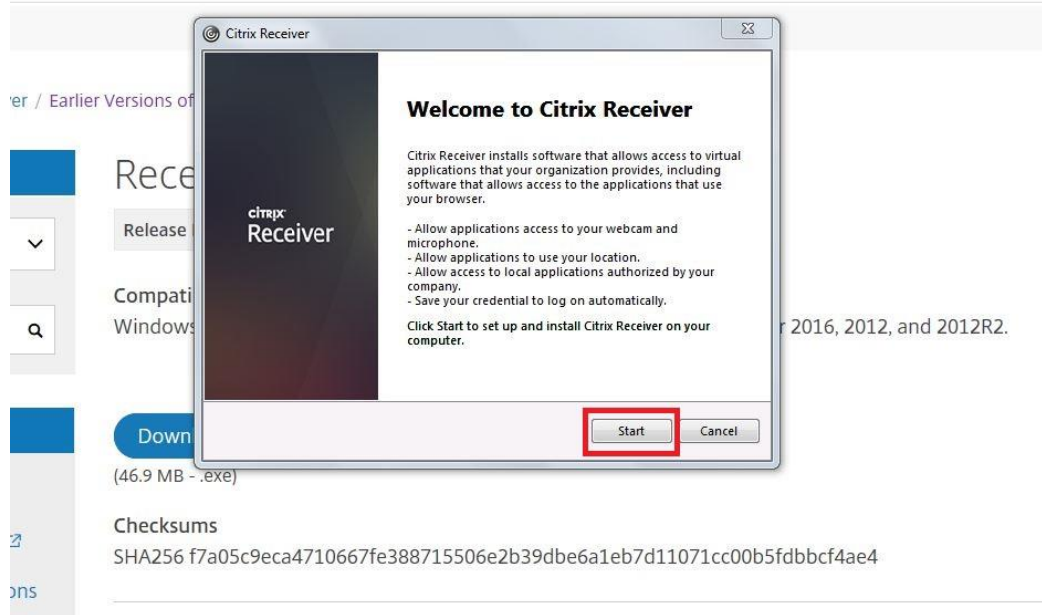 Citrix Receiver
er / Earlier Versions of
Welcome to Citrix Receiver
Citrix Receiver installs software that allows access to virtual
applications that your organization provides, including
software that allows access to the applications that use
your browser.
- Allow applications access to your webcam and
microphone.
- Allow applications to use your location.
- Allow access to local applications authorized by your
company.
- Save your credential to log on automatically.
Click Start to set up and install Citrix Receiver on your
computer.
CITRIX
Receiver
Start
Cancel
Rece
Release
Compati
Windows
r 2016, 2012, and 2012R2.
Down
(46.9 MB - .exe)
Checksums
SHA256 f7a05c9eca4710667fe388715506e2b39dbe6a1eb7d11071cc00b5fdbbcf4ae4
ons